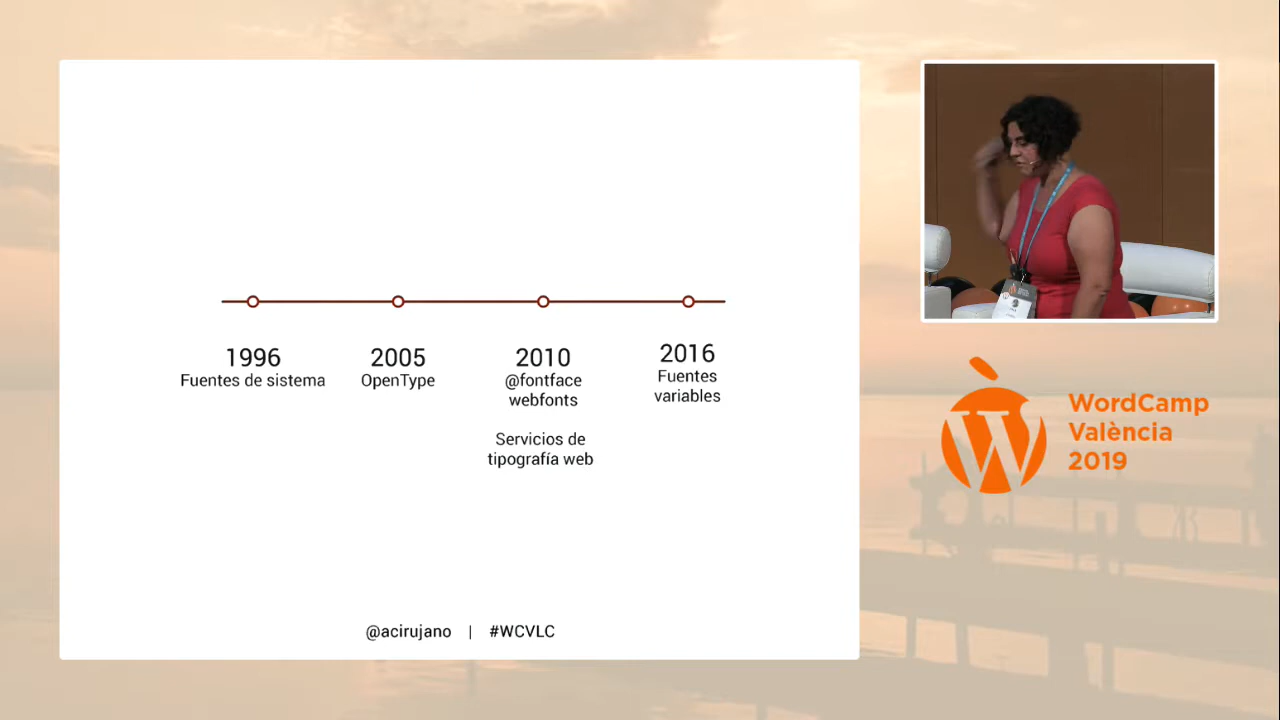 1996
Fuentes de sistema
2005
OpenType
2010
@fontface
webfonts
Servicios de
tipografía web
2016
Fuentes
variables
@acirujano | #WCVLC
WordCamp
València
2019